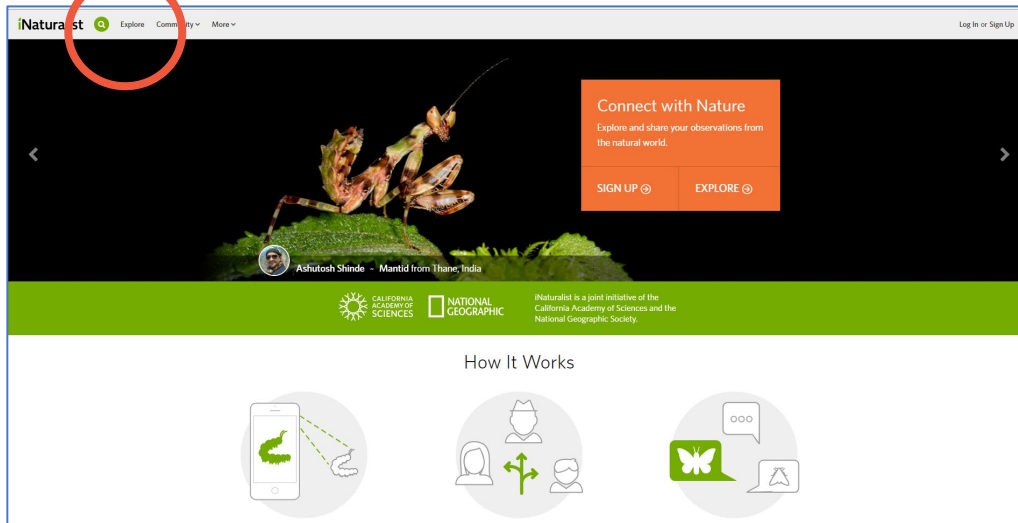 iNaturalist Explore Community More Log In or Sign Up
Connect with Nature
Explore and share your observations from
the natural world.
SIGN UP EXPLORE
Ashutosh Shinde ~ Mantid from Thane, India
CALIFORNIA
ACADEMY OF
SCIENCES
NATIONAL
GEOGRAPHIC
iNaturalist is a joint initiative of the
California Academy of Sciences and the
National Geographic Society.
How It Works